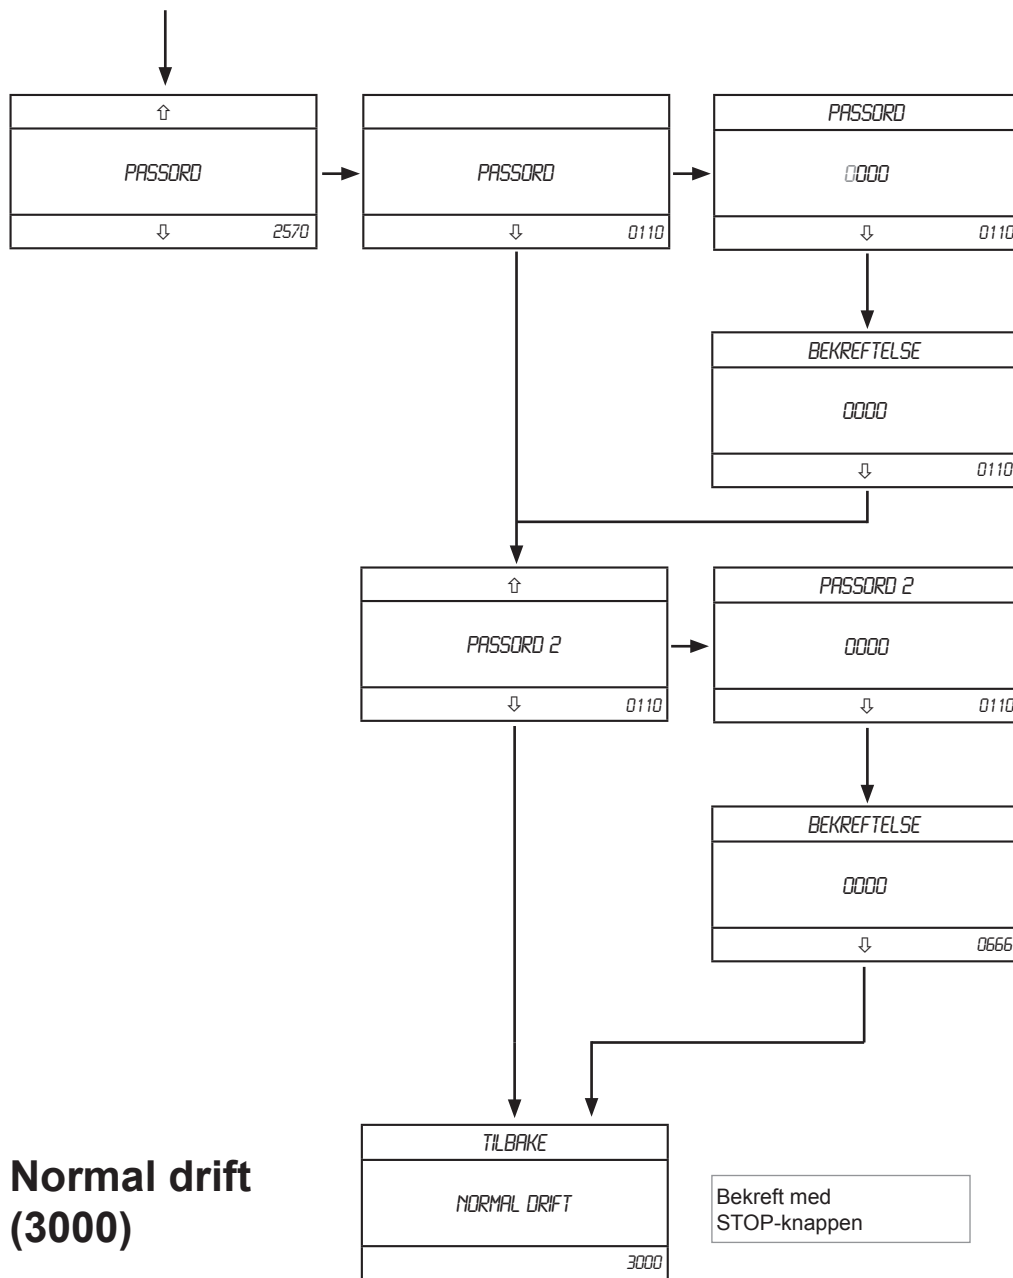 ⇧
PASSORD
⇩ 2570
PASSORD
⇩ 0110
PASSORD
0000
⇩ 0110
BEKREFTELSE
0000
⇩ 0110
⇧
PASSORD 2
⇩ 0110
PASSORD 2
0000
⇩ 0110
BEKREFTELSE
0000
⇩ 0666
TILBAKE
NORMAL DRIFT
3000
Normal drift
(3000)
Bekreft med
STOP-knappen